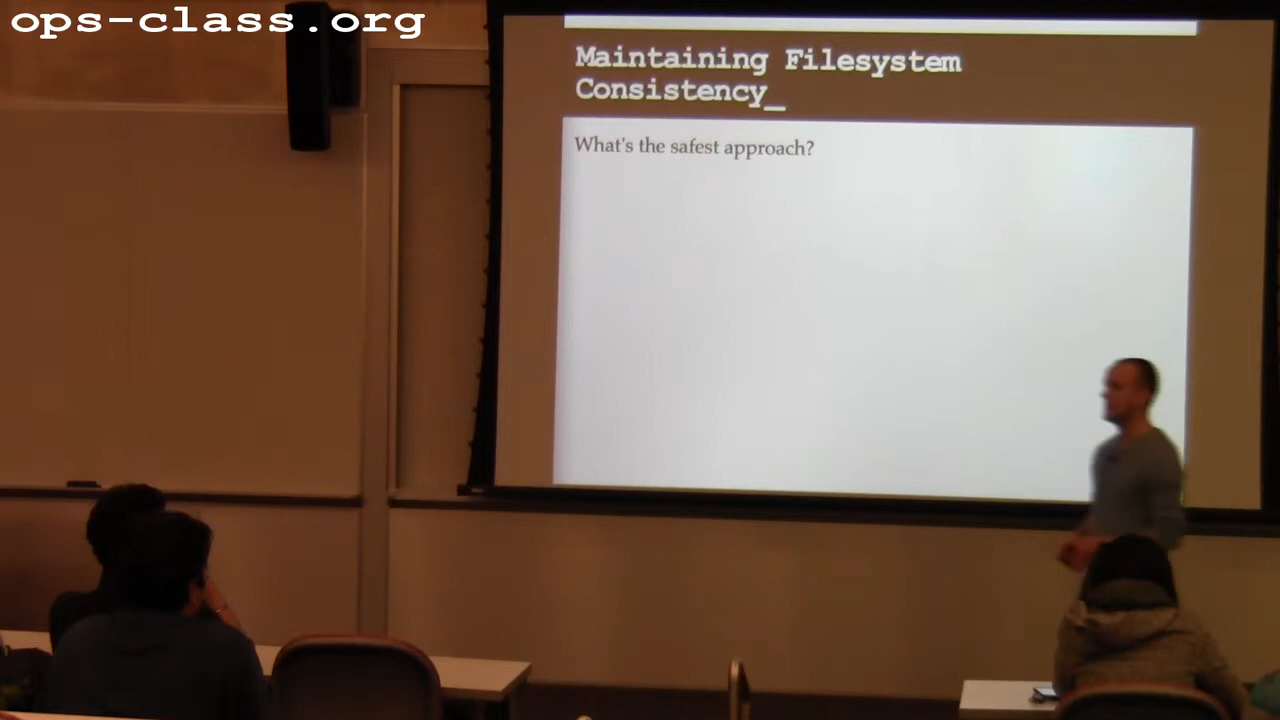 ops-class.org
Maintaining Filesystem
Consistency_
What's the safest approach?